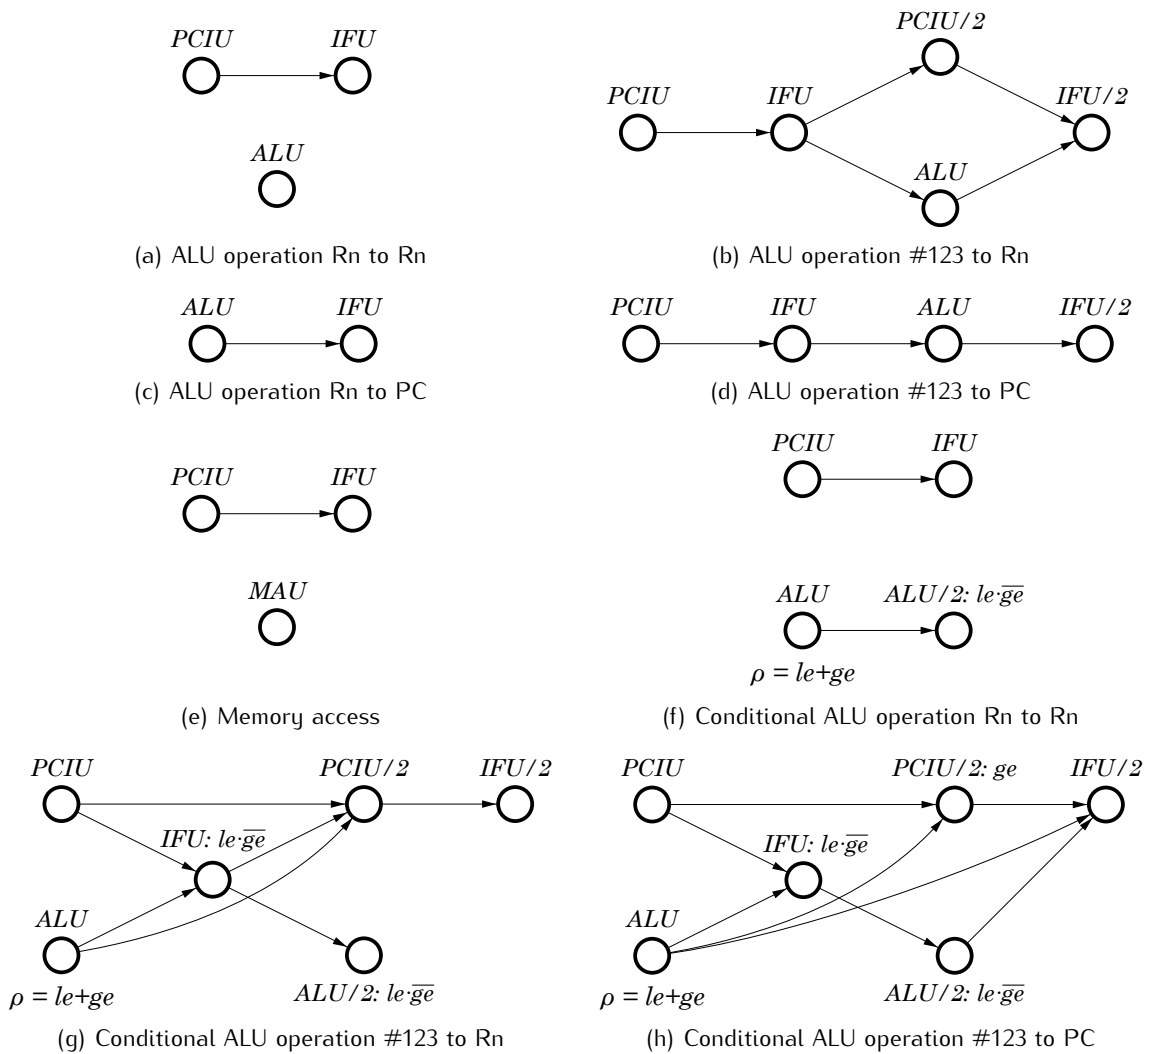 PCIU IFU
ALU
(a) ALU operation Rn to Rn
PCIU/2
PCIU IFU IFU/2
ALU
(b) ALU operation #123 to Rn
ALU IFU
(c) ALU operation Rn to PC
PCIU IFU ALU IFU/2
(d) ALU operation #123 to PC
PCIU IFU
MAU
(e) Memory access
PCIU IFU
ALU ALU/2: le·g̅e̅
ρ = le+ge
(f) Conditional ALU operation Rn to Rn
PCIU PCIU/2 IFU/2
IFU: le·g̅e̅
ALU
ρ = le+ge ALU/2: le·g̅e̅
(g) Conditional ALU operation #123 to Rn
PCIU PCIU/2: ge IFU/2
IFU: le·g̅e̅
ALU
ρ = le+ge ALU/2: le·g̅e̅
(h) Conditional ALU operation #123 to PC